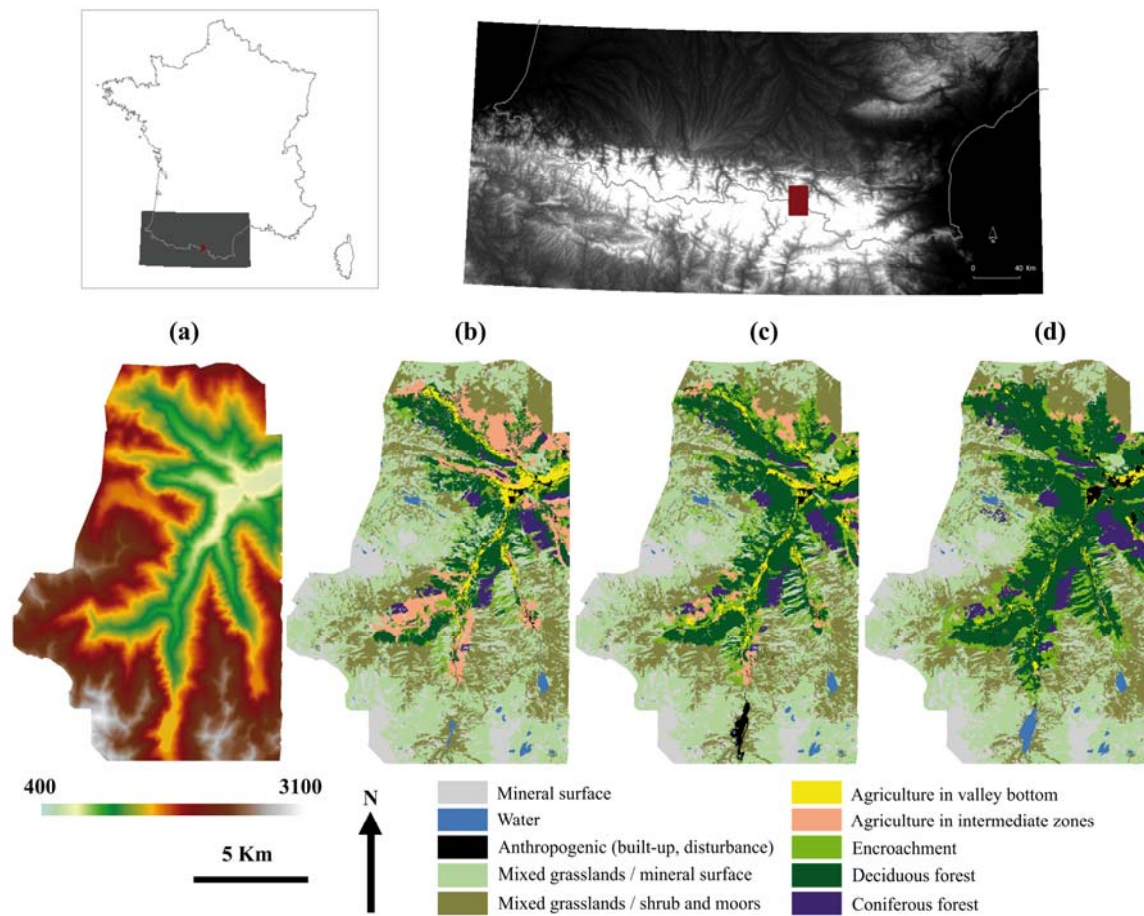 N
0 40 Km
(a) (b) (c) (d)
400 3100
5 Km
N
Mineral surface
Water
Anthropogenic (built-up, disturbance)
Mixed grasslands / mineral surface
Mixed grasslands / shrub and moors
Agriculture in valley bottom
Agriculture in intermediate zones
Encroachment
Deciduous forest
Coniferous forest